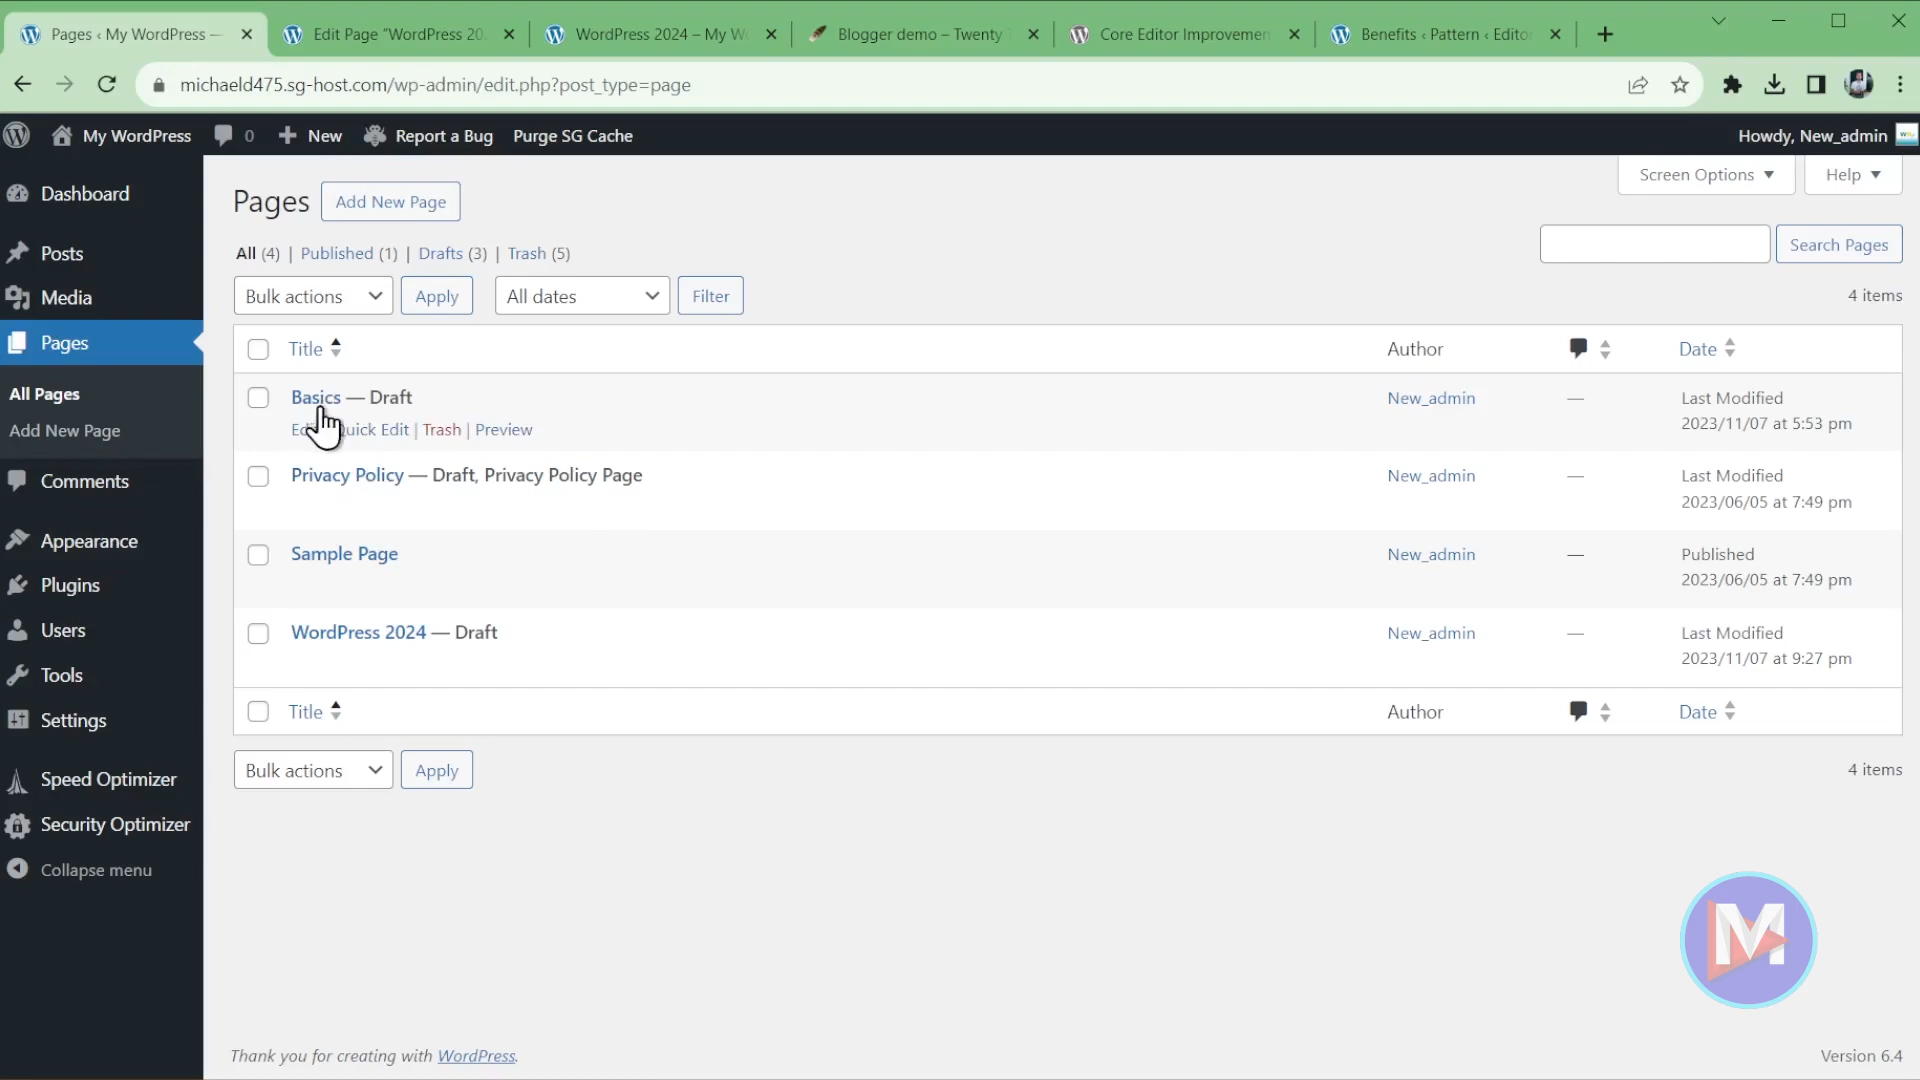 Pages ‹ My WordPress —
Edit Page “WordPress 20
WordPress 2024 – My W
Blogger demo – Twenty
Core Editor Improvemen
Benefits ‹ Pattern ‹ Editor
michaeld475.sg-host.com/wp-admin/edit.php?post_type=page
My WordPress 0 New Report a Bug Purge SG Cache Howdy, New_admin
Dashboard
Posts
Media
Pages
All Pages
Add New Page
Comments
Appearance
Plugins
Users
Tools
Settings
Speed Optimizer
Security Optimizer
Collapse menu
Screen Options Help
Pages Add New Page
All (4) | Published (1) | Drafts (3) | Trash (5)
Search Pages
Bulk actions Apply All dates Filter 4 items
Title Author Date
Basics — Draft New_admin — Last Modified
2023/11/07 at 5:53 pm
Quick Edit | Trash | Preview
Privacy Policy — Draft, Privacy Policy Page New_admin — Last Modified
2023/06/05 at 7:49 pm
Sample Page New_admin — Published
2023/06/05 at 7:49 pm
WordPress 2024 — Draft New_admin — Last Modified
2023/11/07 at 9:27 pm
Title Author Date
Bulk actions Apply 4 items
M
Thank you for creating with WordPress. Version 6.4